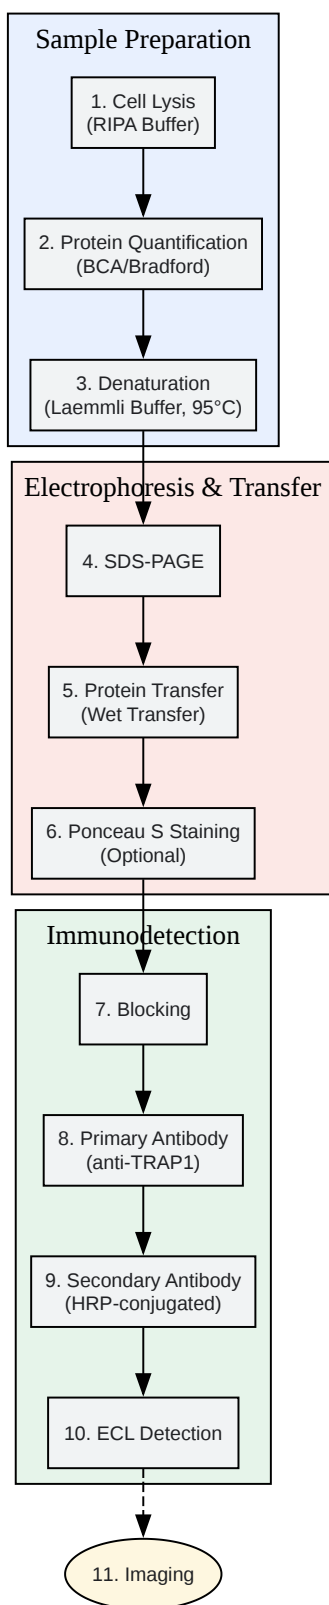 Sample Preparation
1. Cell Lysis
(RIPA Buffer)
2. Protein Quantification
(BCA/Bradford)
3. Denaturation
(Laemmli Buffer, 95°C)
Electrophoresis & Transfer
4. SDS-PAGE
5. Protein Transfer
(Wet Transfer)
6. Ponceau S Staining
(Optional)
Immunodetection
7. Blocking
8. Primary Antibody
(anti-TRAP1)
9. Secondary Antibody
(HRP-conjugated)
10. ECL Detection
11. Imaging